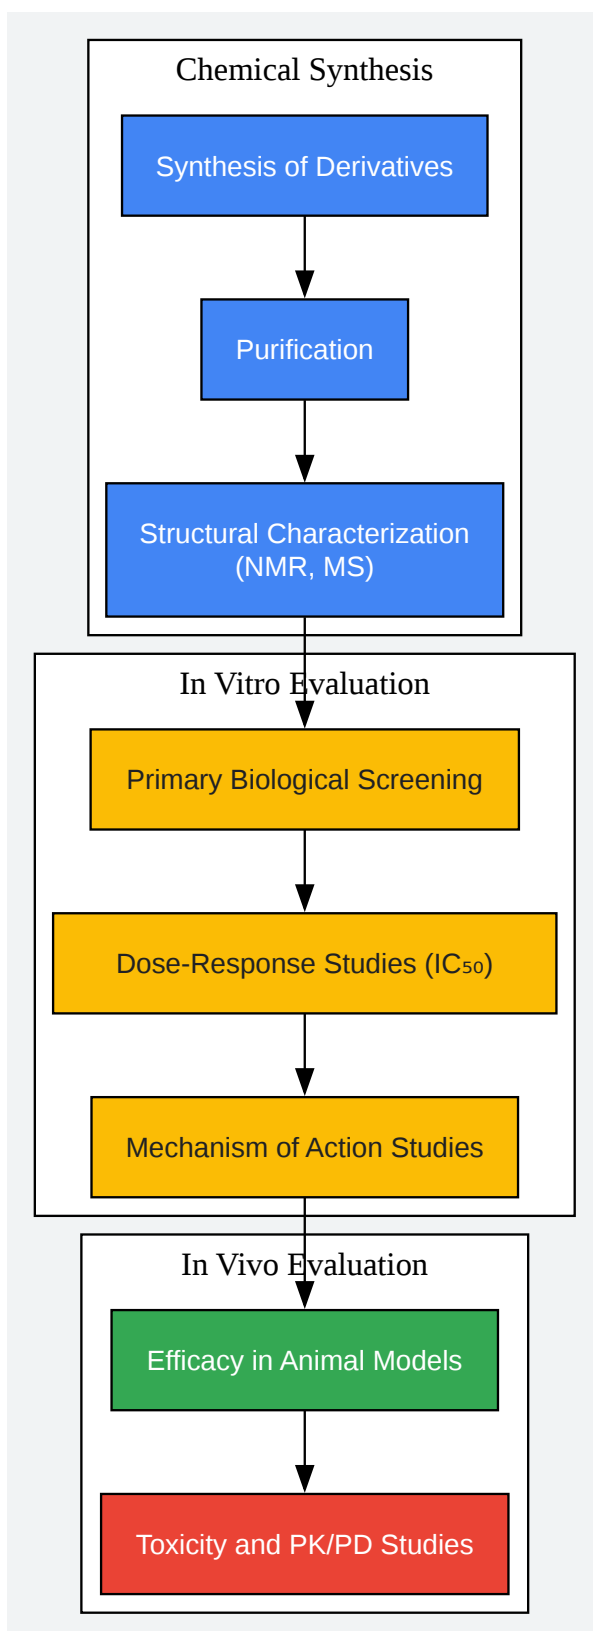 Chemical Synthesis
Synthesis of Derivatives
Purification
Structural Characterization
(NMR, MS)
In Vitro Evaluation
Primary Biological Screening
Dose-Response Studies (IC₅₀)
Mechanism of Action Studies
In Vivo Evaluation
Efficacy in Animal Models
Toxicity and PK/PD Studies